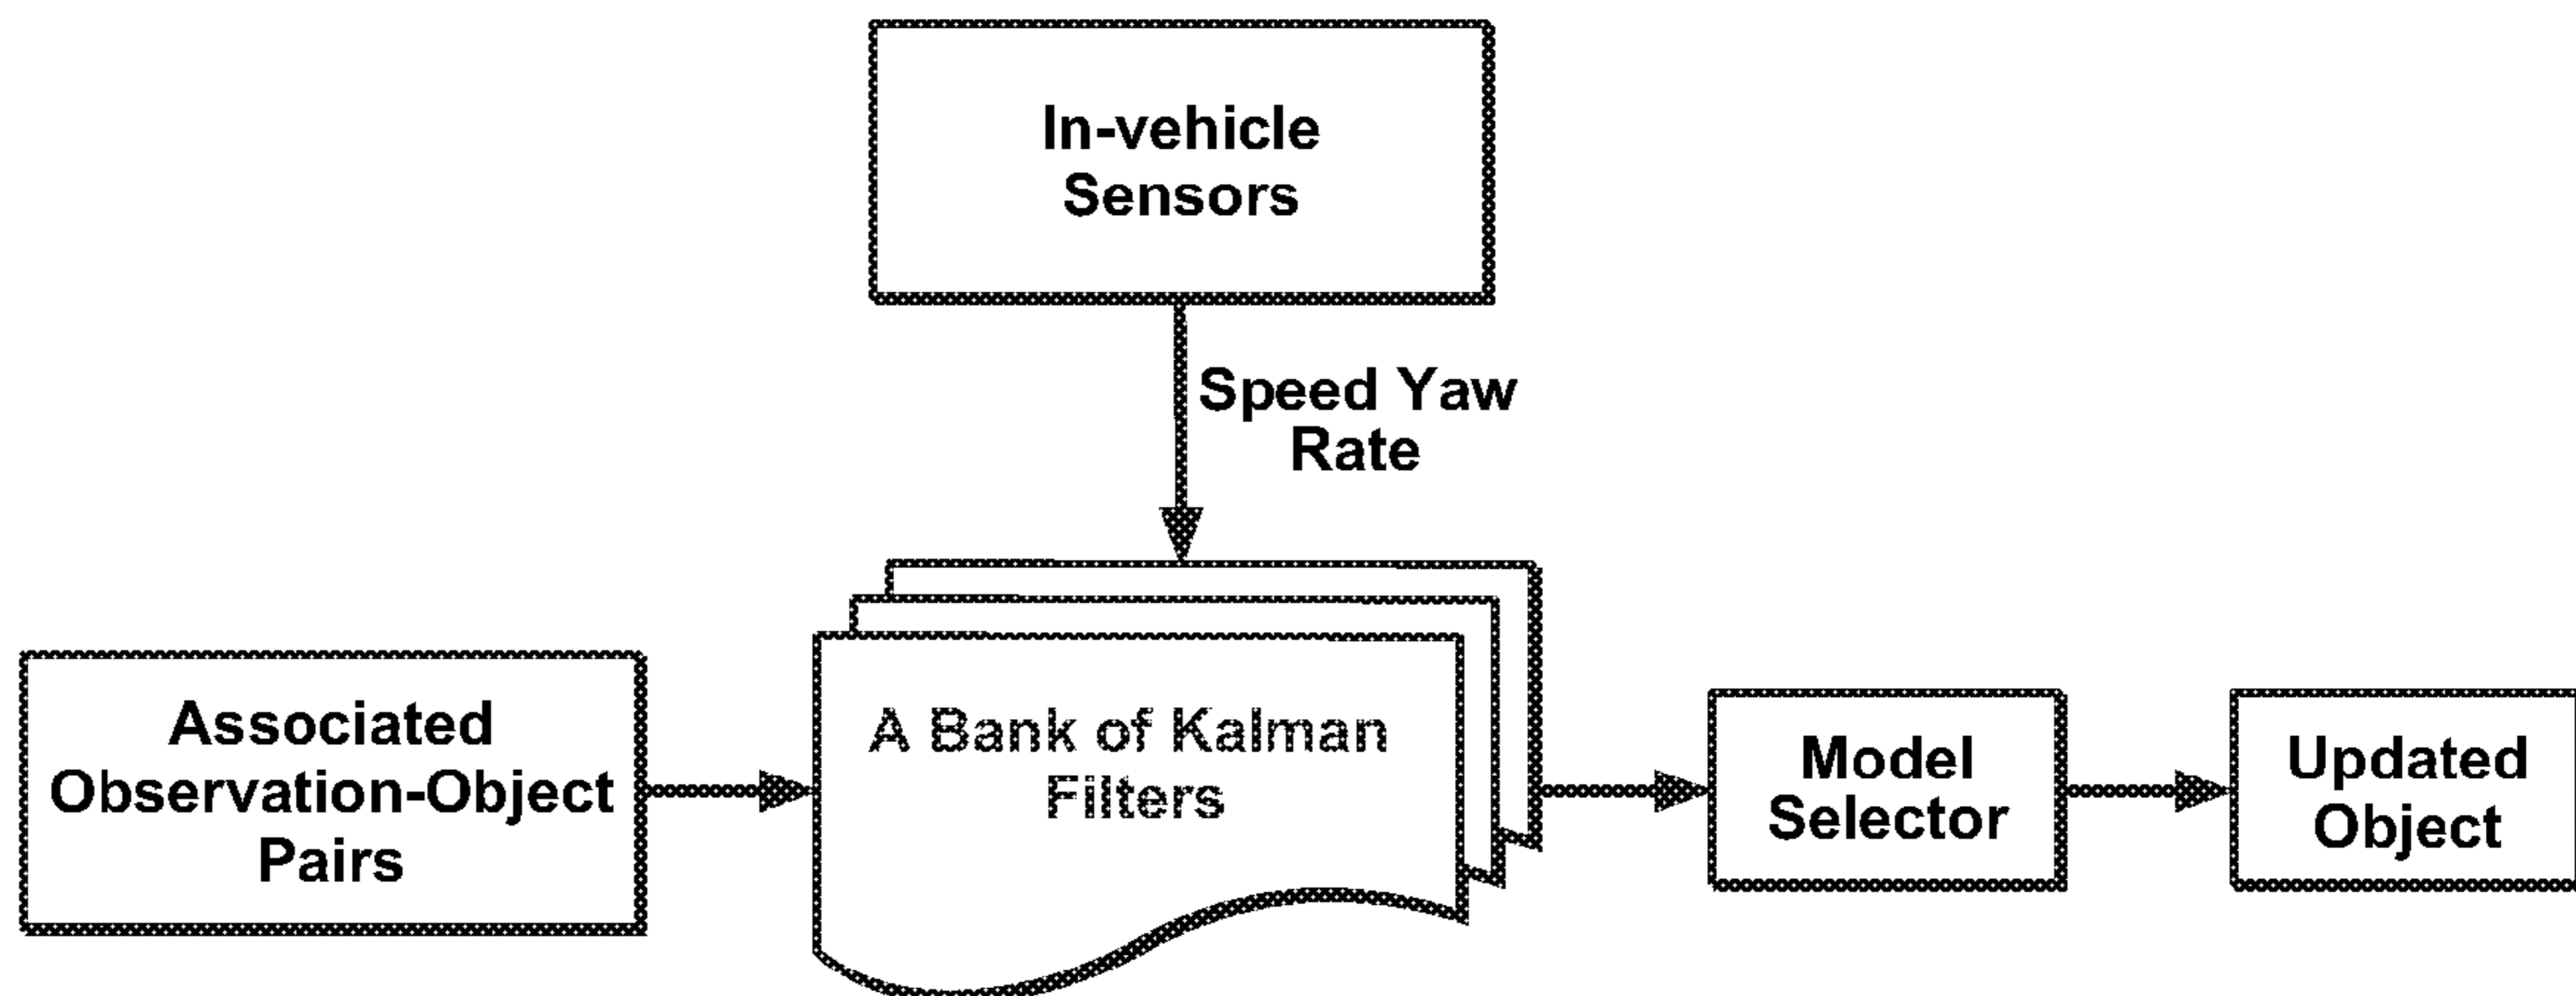 In-vehicle
Sensors
Speed Yaw
Rate
Associated
Observation-Object
Pairs
A Bank of Kalman
Filters
Model
Selector
Updated
Object